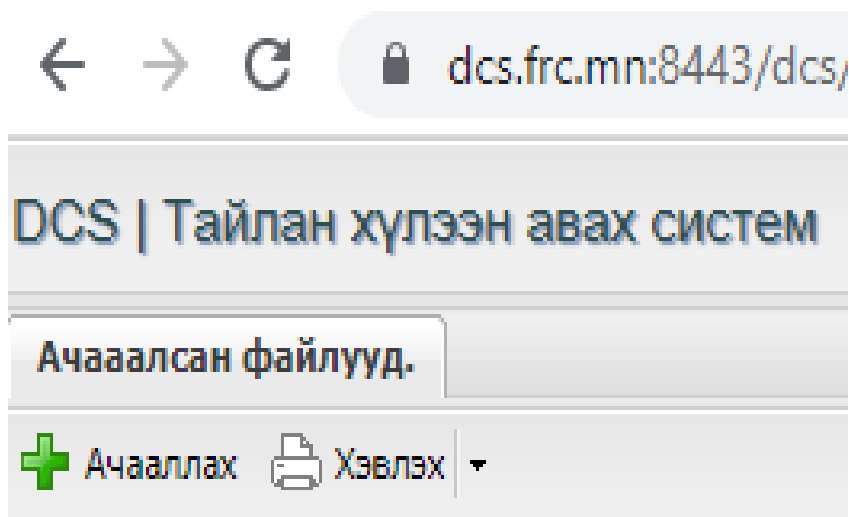 dcs.frc.mn:8443/dcs/
DCS | Тайлан хүлээн авах систем
Ачааалсан файлууд.
Ачааллах Хэвлэх